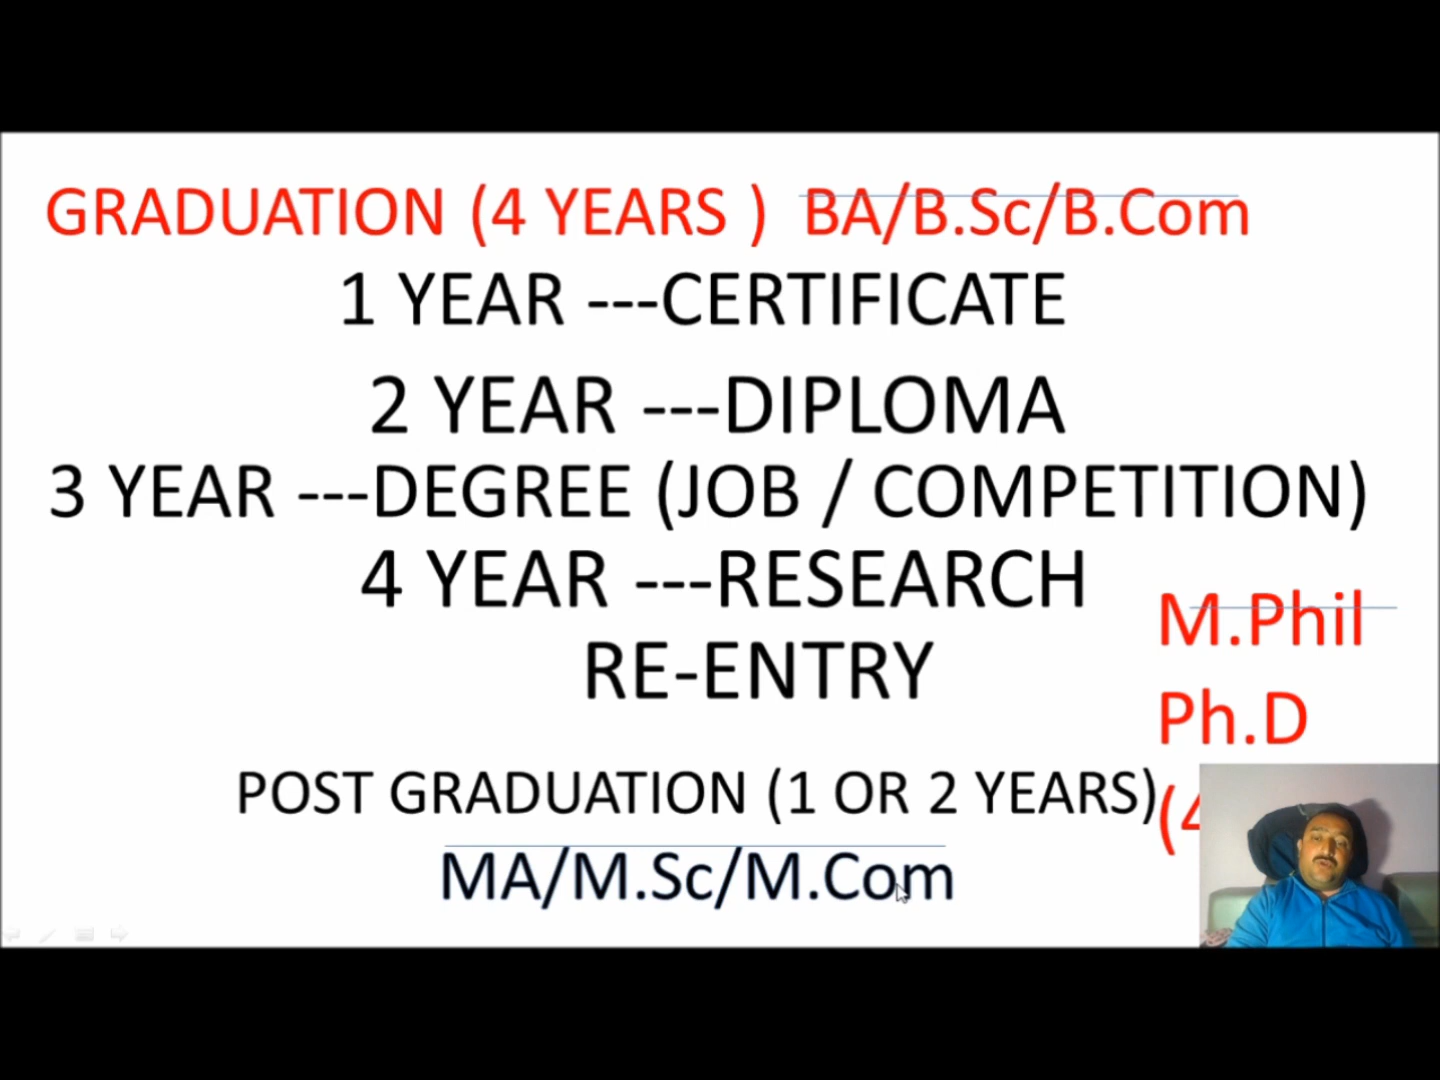 GRADUATION (4 YEARS ) BA/B.Sc/B.Com
1 YEAR ---CERTIFICATE
2 YEAR ---DIPLOMA
3 YEAR ---DEGREE (JOB / COMPETITION)
4 YEAR ---RESEARCH
RE-ENTRY
M.Phil
Ph.D
POST GRADUATION (1 OR 2 YEARS)
(4
MA/M.Sc/M.Com